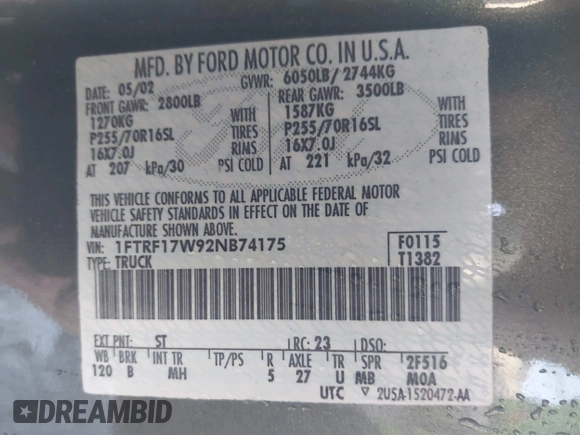 MFD. BY FORD MOTOR CO. IN U.S.A.
DATE: 05/02 GVWR: 6050LB/ 2744KG
FRONT GAWR: 2800LB REAR GAWR: 3500LB
1270KG WITH 1587KG WITH
P255/70R16SL TIRES P255/70R16SL TIRES
16X7.0J RIMS 16X7.0J RIMS
AT 207 kPa/30 PSI COLD AT 221 kPa/32 PSI COLD
THIS VEHICLE CONFORMS TO ALL APPLICABLE FEDERAL MOTOR
VEHICLE SAFETY STANDARDS IN EFFECT ON THE DATE OF
MANUFACTURE SHOWN ABOVE.
VIN: 1FTRF17W92NB74175 F0115
TYPE: TRUCK T1382
EXT PNT: ST RC: 23 DSO:
WB BRK INT TR TP/PS R AXLE TR SPR 2F516
120 B MH 5 27 U MB M0A
UTC ▽ 2U5A-1520472-AA
DREAMBID